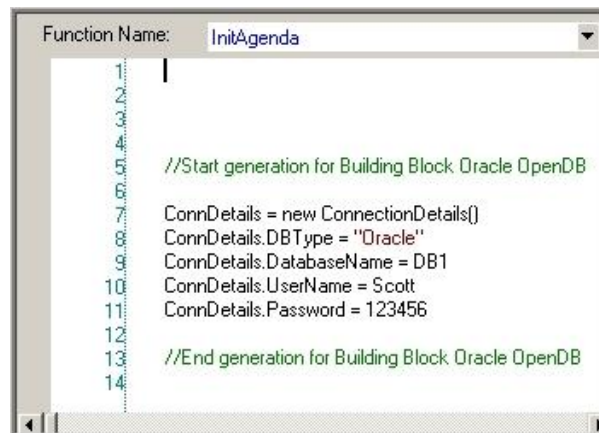 Function Name: InitAgenda
1
2
3
4
5 //Start generation for Building Block Oracle OpenDB
6
7 ConnDetails = new ConnectionDetails()
8 ConnDetails.DBType = "Oracle"
9 ConnDetails.DatabaseName = DB1
10 ConnDetails.UserName = Scott
11 ConnDetails.Password = 123456
12
13 //End generation for Building Block Oracle OpenDB
14